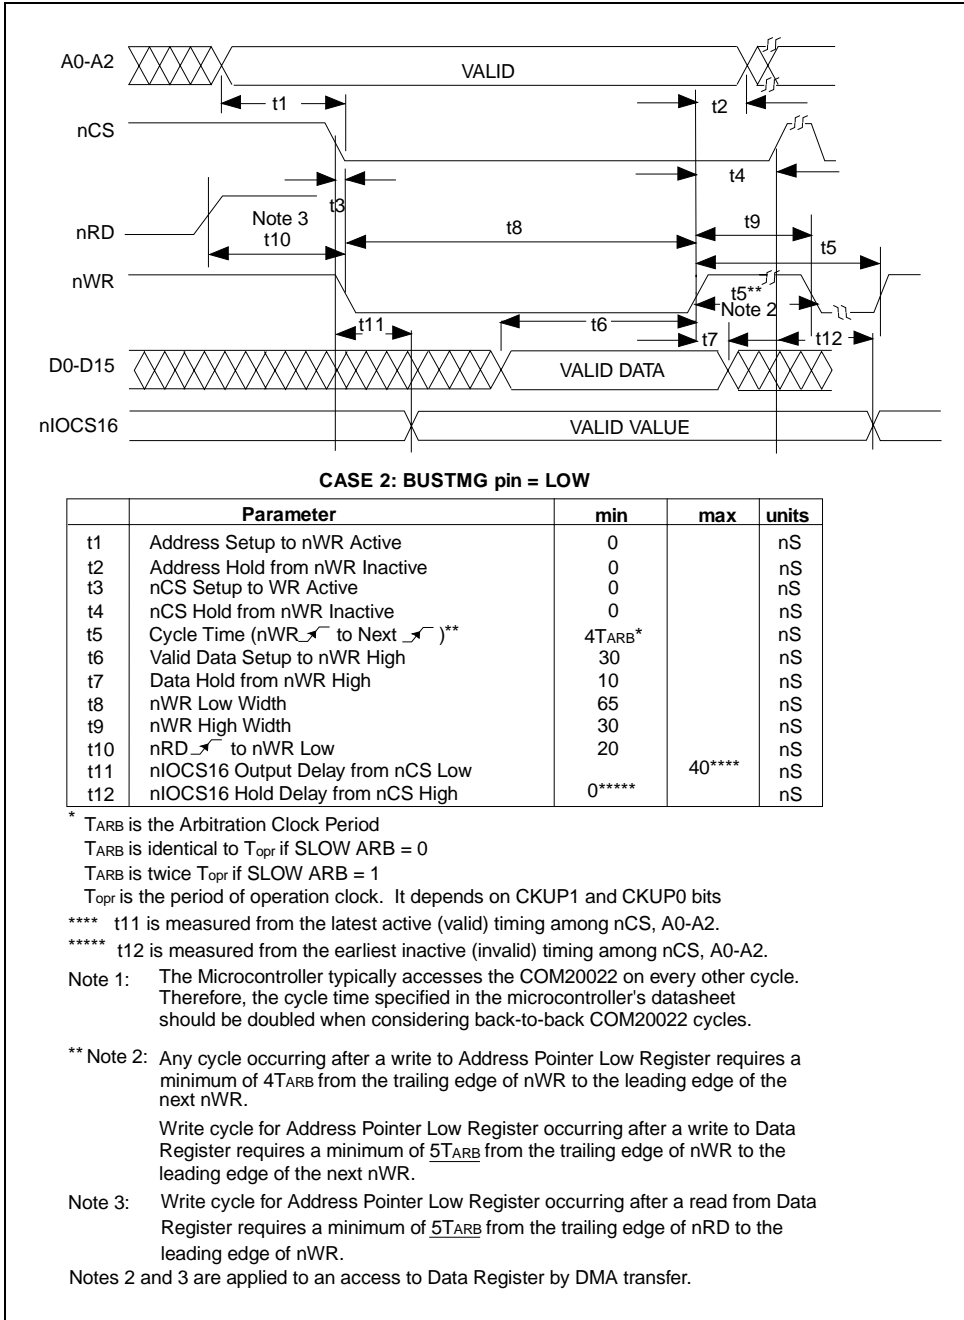 A0-A2
VALID
t1
t2
nCS
t4
t3
nRD
Note 3
t10
t8
t9
t5
nWR
t5**
Note 2
t11
t6
t7
t12
D0-D15
VALID DATA
nIOCS16
VALID VALUE
CASE 2: BUSTMG pin = LOW
Parameter min max units
t1 Address Setup to nWR Active 0 nS
t2 Address Hold from nWR Inactive 0 nS
t3 nCS Setup to WR Active 0 nS
t4 nCS Hold from nWR Inactive 0 nS
t5 Cycle Time (nWR to Next )** 4TARB* nS
t6 Valid Data Setup to nWR High 30 nS
t7 Data Hold from nWR High 10 nS
t8 nWR Low Width 65 nS
t9 nWR High Width 30 nS
t10 nRD to nWR Low 20 nS
t11 nIOCS16 Output Delay from nCS Low 40**** nS
t12 nIOCS16 Hold Delay from nCS High 0***** nS
* TARB is the Arbitration Clock Period
TARB is identical to Topr if SLOW ARB = 0
TARB is twice Topr if SLOW ARB = 1
Topr is the period of operation clock. It depends on CKUP1 and CKUP0 bits
**** t11 is measured from the latest active (valid) timing among nCS, A0-A2.
***** t12 is measured from the earliest inactive (invalid) timing among nCS, A0-A2.
Note 1: The Microcontroller typically accesses the COM20022 on every other cycle.
Therefore, the cycle time specified in the microcontroller's datasheet
should be doubled when considering back-to-back COM20022 cycles.
** Note 2: Any cycle occurring after a write to Address Pointer Low Register requires a
minimum of 4TARB from the trailing edge of nWR to the leading edge of the
next nWR.
Write cycle for Address Pointer Low Register occurring after a write to Data
Register requires a minimum of 5TARB from the trailing edge of nWR to the
leading edge of the next nWR.
Note 3: Write cycle for Address Pointer Low Register occurring after a read from Data
Register requires a minimum of 5TARB from the trailing edge of nRD to the
leading edge of nWR.
Notes 2 and 3 are applied to an access to Data Register by DMA transfer.